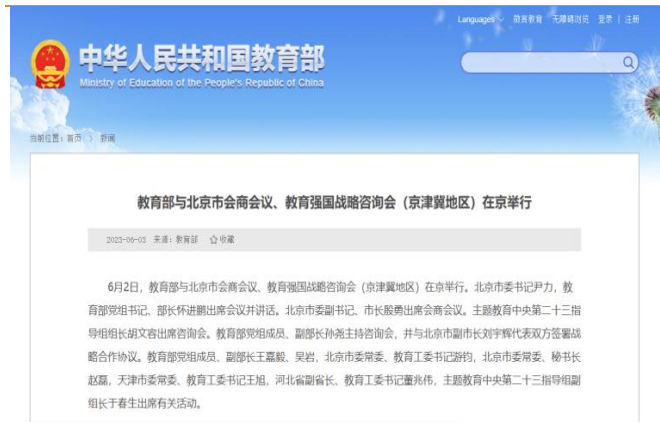 Languages 微言教育 无障碍浏览 登录 | 注册
中华人民共和国教育部
Ministry of Education of the People's Republic of China
当前位置：首页 > 新闻
教育部与北京市会商会议、教育强国战略咨询会（京津冀地区）在京举行
2023-06-03 来源：教育部 收藏
6月2日，教育部与北京市会商会议、教育强国战略咨询会（京津冀地区）在京举行。北京市委书记尹力，教
育部党组书记、部长怀进鹏出席会议并讲话。北京市委副书记、市长殷勇出席会商会议。主题教育中央第二十三指
导组组长胡文容出席咨询会。教育部党组成员、副部长孙尧主持咨询会，并与北京市副市长刘宇辉代表双方签署战
略合作协议。教育部党组成员、副部长王嘉毅、吴岩，北京市委常委、教育工委书记游钧，北京市委常委、秘书长
赵磊，天津市委常委、教育工委书记王旭，河北省副省长、教育工委书记董兆伟，主题教育中央第二十三指导组副
组长于春生出席有关活动。